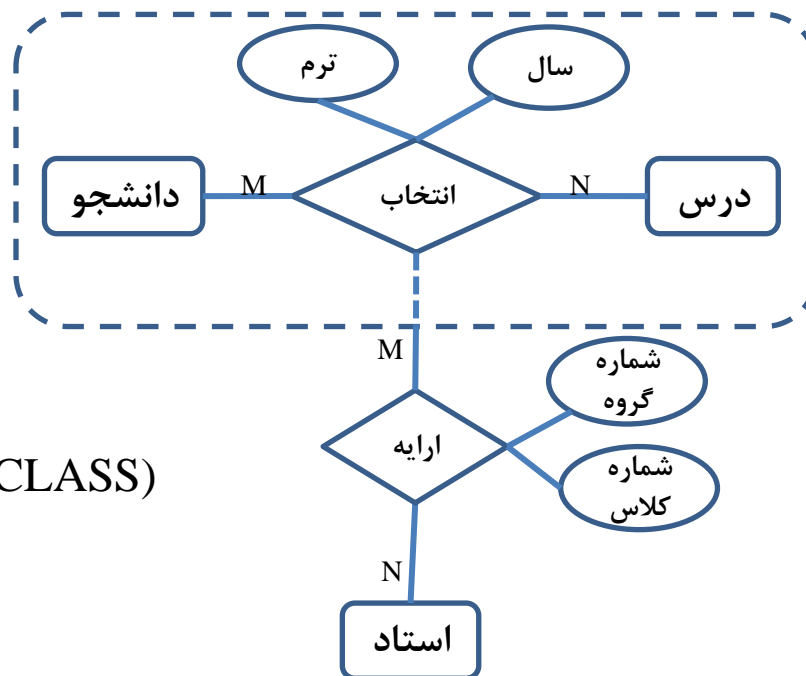 سال
ترم
درس
N
انتخاب
M
دانشجو
M
شماره
گروه
ارایه
شماره
کلاس
CLASS)
N
استاد